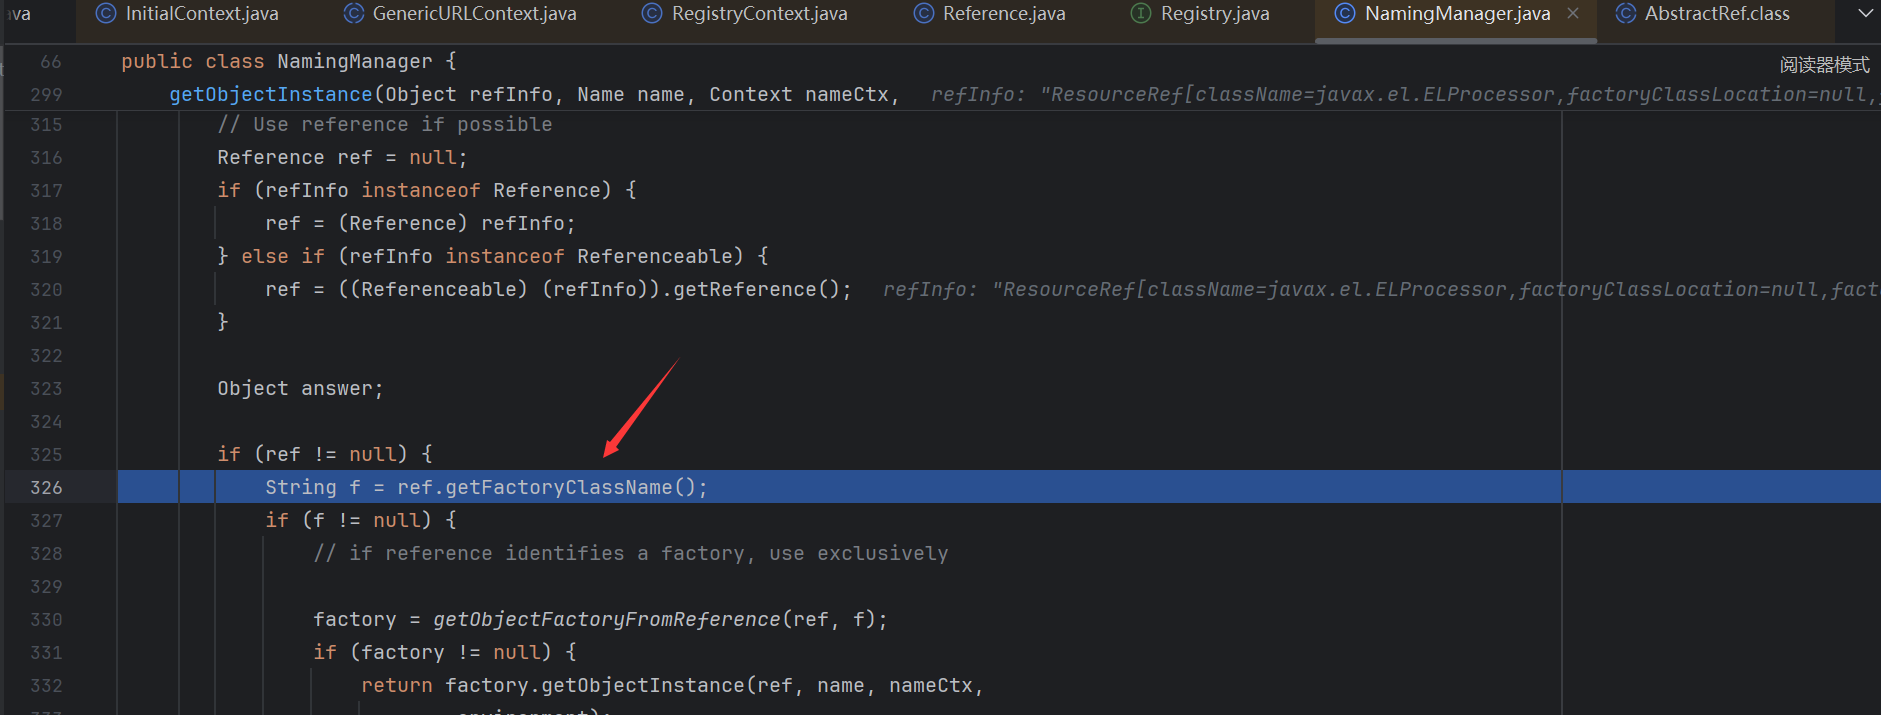 ava InitialContext.java GenericURLContext.java RegistryContext.java Reference.java Registry.java NamingManager.java AbstractRef.class
66 public class NamingManager { 阅读器模式
299 getObjectInstance(Object refInfo, Name name, Context nameCtx, refInfo: "ResourceRef[className=javax.el.ELProcessor,factoryClassLocation=null,
315 // Use reference if possible
316 Reference ref = null;
317 if (refInfo instanceof Reference) {
318 ref = (Reference) refInfo;
319 } else if (refInfo instanceof Referenceable) {
320 ref = ((Referenceable) (refInfo)).getReference(); refInfo: "ResourceRef[className=javax.el.ELProcessor,factoryClassLocation=null,fact
321 }
322
323 Object answer;
324
325 if (ref != null) {
326 String f = ref.getFactoryClassName();
327 if (f != null) {
328 // if reference identifies a factory, use exclusively
329
330 factory = getObjectFactoryFromReference(ref, f);
331 if (factory != null) {
332 return factory.getObjectInstance(ref, name, nameCtx,
333 environment);